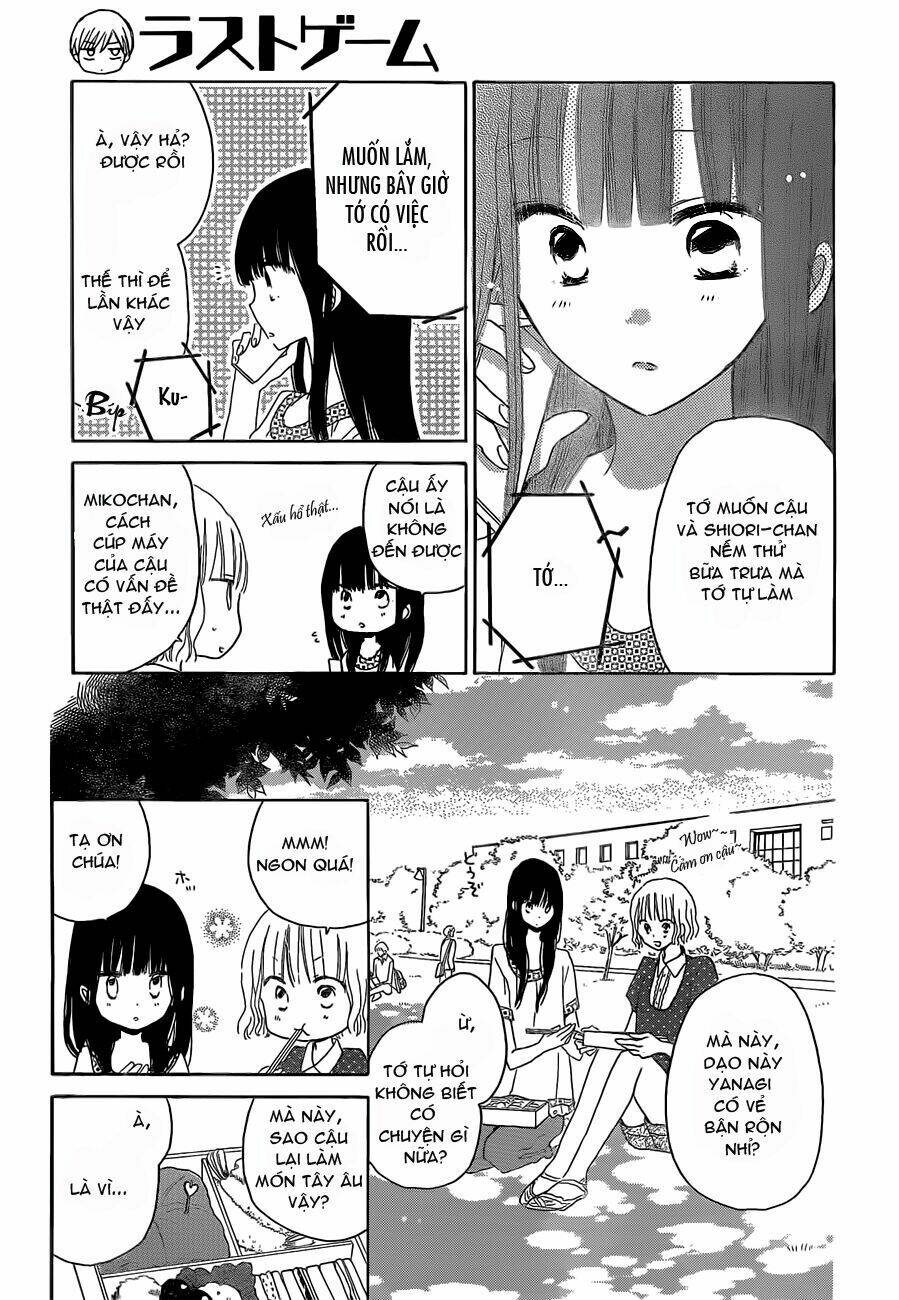 ラストゲーム
TỚ MUỐN CẬU
VÀ SHIORI-CHAN
NẾM THỬ
BỮA TRƯA MÀ
TỚ TỰ LÀM
TỚ...
MUỐN LẮM,
NHƯNG BÂY GIỜ
TỚ CÓ VIỆC
RỒI...
À, VẬY HẢ?
ĐƯỢC RỒI
THẾ THÌ ĐỂ
LẦN KHÁC
VẬY
Ku-
Bíp
CẬU ẤY
NÓI LÀ
KHÔNG
ĐẾN ĐƯỢC
Xấu hổ thật...
MIKOCHAN,
CÁCH
CÚP MÁY
CỦA CẬU
CÓ VẤN ĐỀ
THẬT ĐẤY...
Wow~
Cảm ơn cậu~
どうぞ
MÀ NÀY,
DẠO NÀY
YANAGI
CÓ VẺ
BẬN RỘN
NHỈ?
Ừ,
TỚ TỰ HỎI
KHÔNG BIẾT
CÓ
CHUYỆN GÌ
NỮA?
MMM!
NGON QUÁ!
TẠ ƠN
CHÚA!
ホッ
MÀ NÀY,
SAO CẬU
LẠI LÀM
MÓN TÂY ÂU
VẬY?
À,
LÀ VÌ...